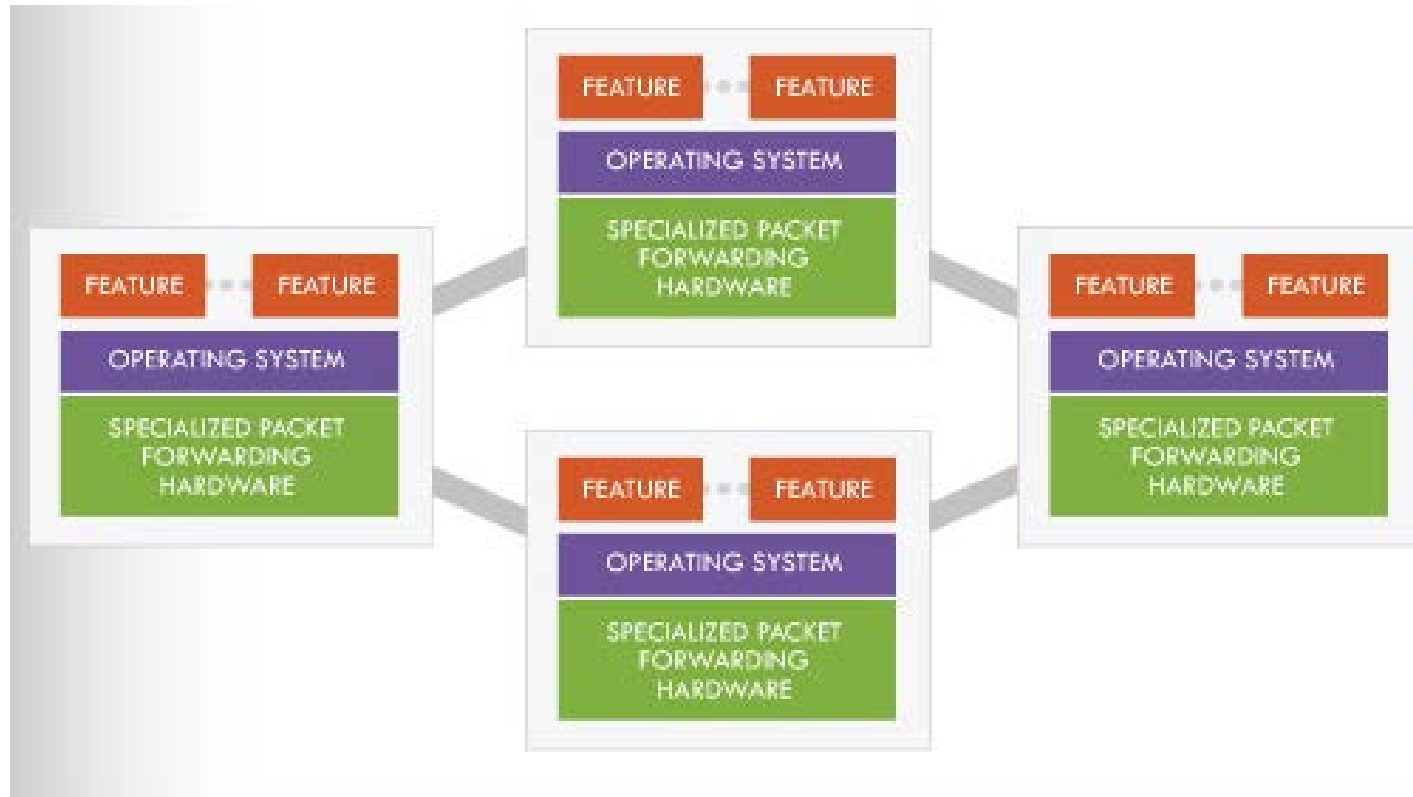 FEATURE FEATURE
OPERATING SYSTEM
SPECIALIZED PACKET
FORWARDING
HARDWARE
FEATURE FEATURE
OPERATING SYSTEM
SPECIALIZED PACKET
FORWARDING
HARDWARE
FEATURE FEATURE
OPERATING SYSTEM
SPECIALIZED PACKET
FORWARDING
HARDWARE
FEATURE FEATURE
OPERATING SYSTEM
SPECIALIZED PACKET
FORWARDING
HARDWARE